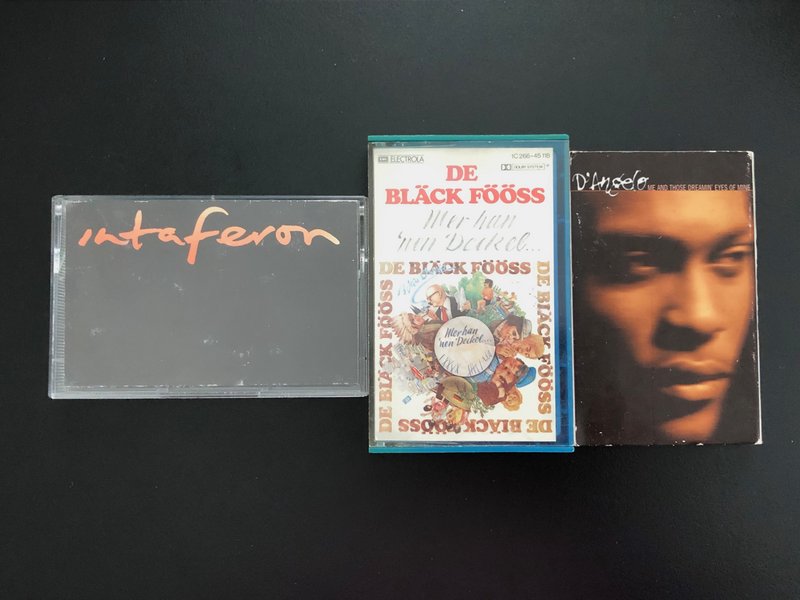 intaferon
EMI ELECTROLA
1C 266-45 118
DOLBY SYSTEM
DE
BLÄCK FÖÖSS
Mer han
'nen Deckel...
DE BLÄCK FÖÖSS
DE BLÄCK FÖÖSS
DE BLÄCK FÖÖSS
DE BLÄCK FÖÖSS
Mer han
'nen Deckel...
D'Angelo
ME AND THOSE DREAMIN' EYES OF MINE